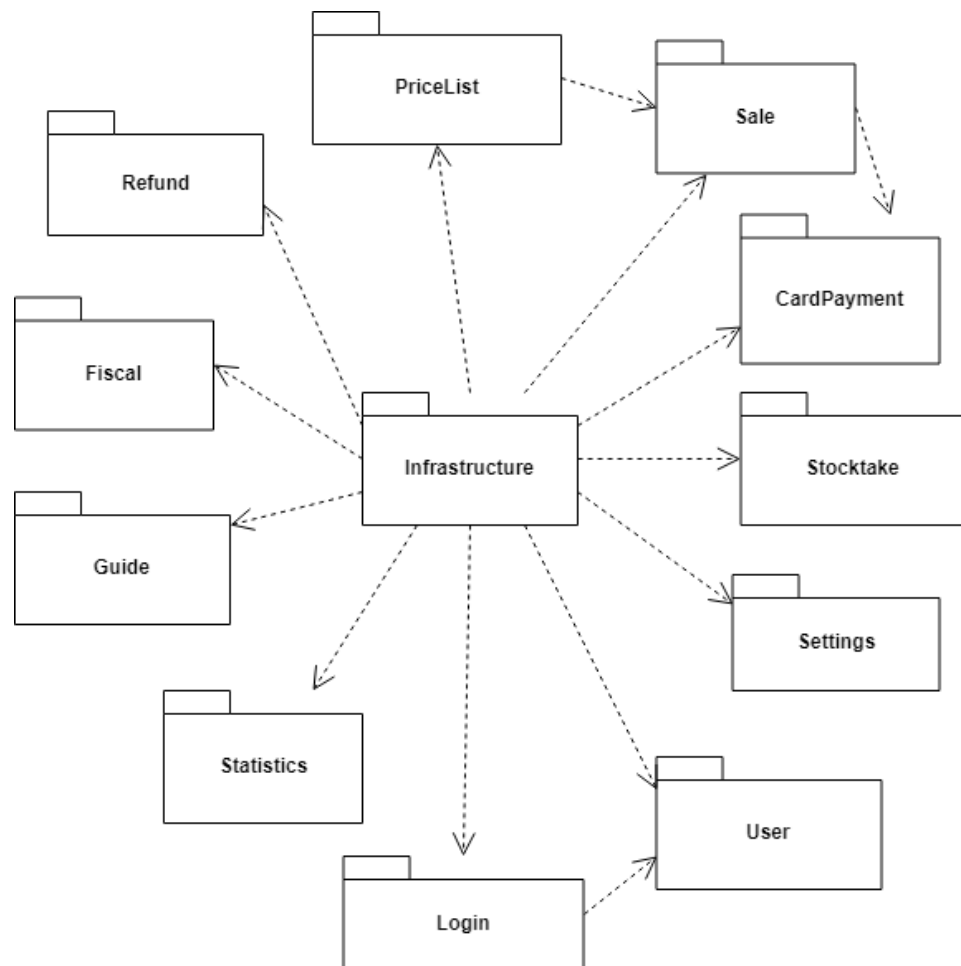 PriceList
Sale
Refund
CardPayment
Fiscal
Infrastructure
Stocktake
Guide
Settings
Statistics
User
Login